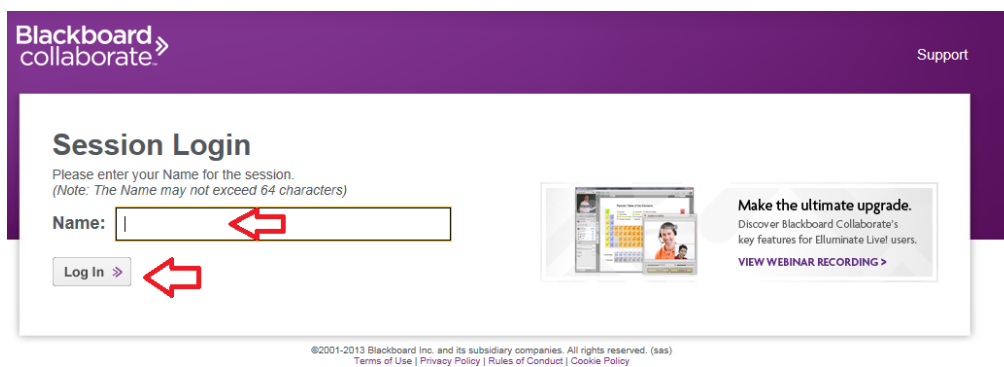 Blackboard
collaborate™
Support
Session Login
Please enter your Name for the session.
(Note: The Name may not exceed 64 characters)
Name:
Log In »
Make the ultimate upgrade.
Discover Blackboard Collaborate's
key features for Elluminate Live! users.
VIEW WEBINAR RECORDING >
©2001-2013 Blackboard Inc. and its subsidiary companies. All rights reserved. (sas)
Terms of Use | Privacy Policy | Rules of Conduct | Cookie Policy